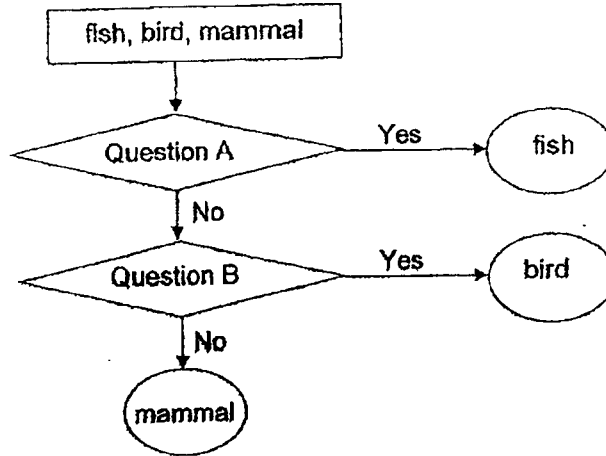 fish, bird, mammal
Question A
Yes
fish
No
Question B
Yes
bird
No
mammal